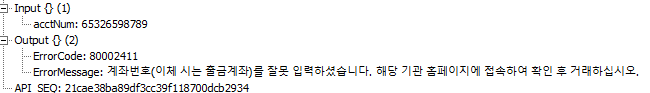 Input {} (1)
acctNum: 65326598789
Output {} (2)
ErrorCode: 80002411
ErrorMessage: 계좌번호(이체 시는 출금계좌)를 잘못 입력하셨습니다. 해당 기관 홈페이지에 접속하여 확인 후 거래하십시오.
API_SEQ: 21cae38ba89df3cc39f118700dcb2934